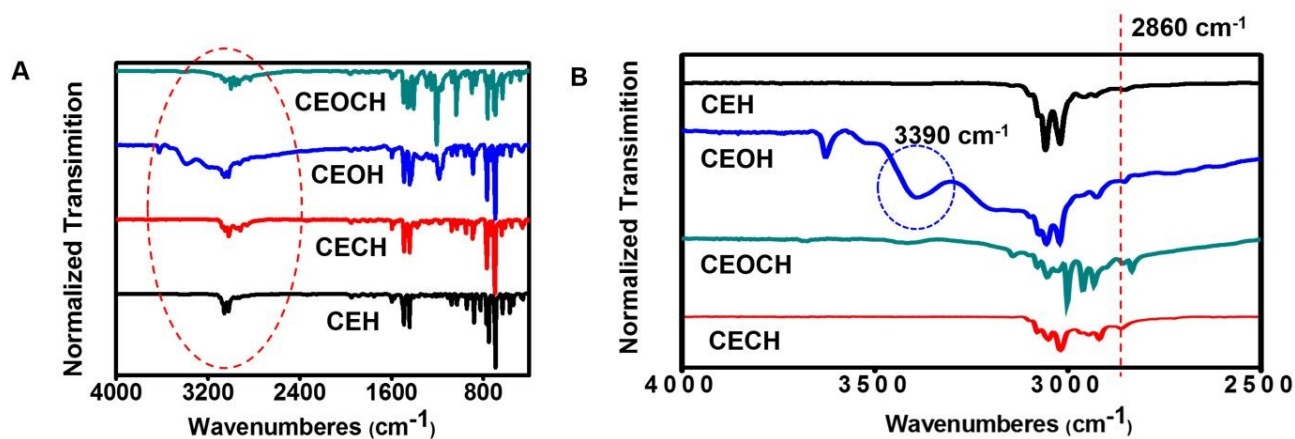 A
Normalized Transimition
CEOCH
CEOH
CECH
CEH
4000 3200 2400 1600 800
Wavenumberes (cm-1)
B
Normalized Transimition
2860 cm-1
CEH
3390 cm-1
CEOH
CEOCH
CECH
4000 3500 3000 2500
Wavenumberes (cm-1)